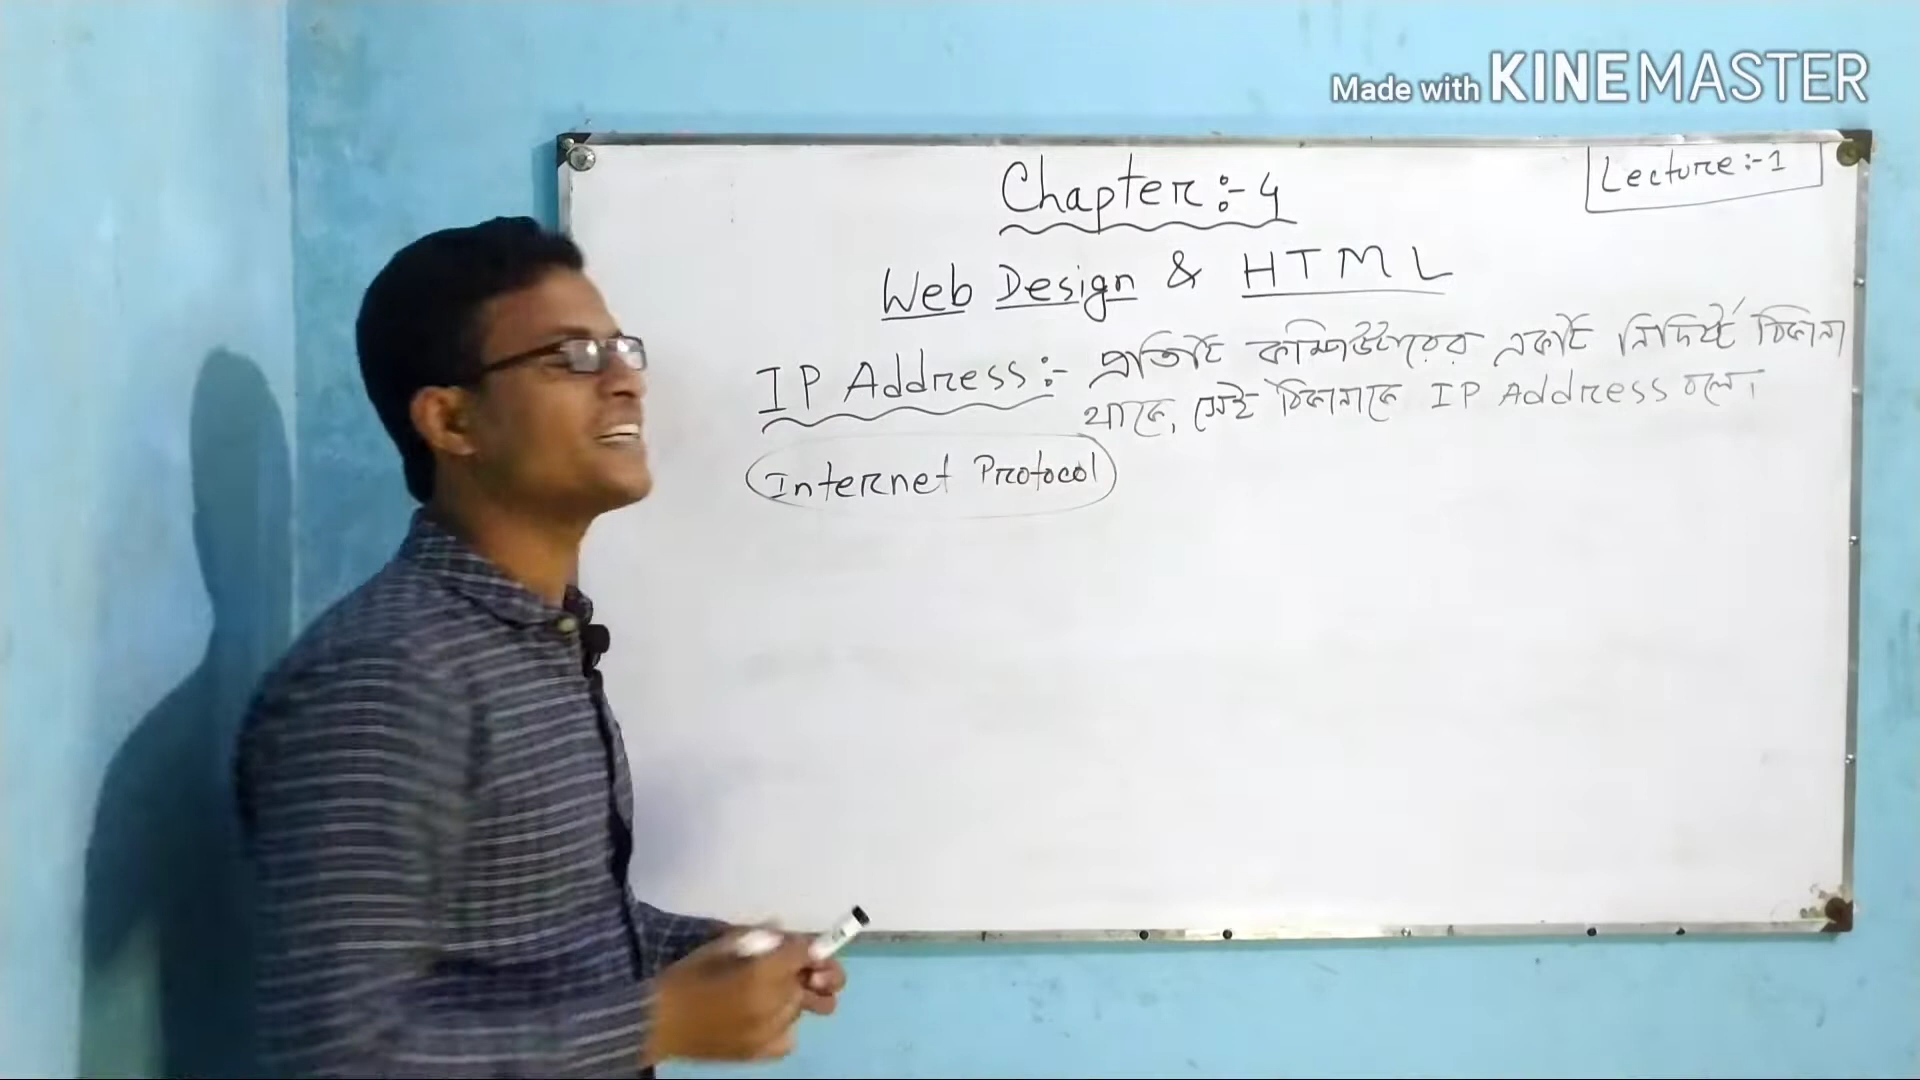 Made with KINEMASTER
Lecture:-1
Chapter:- 4
Web Design & HTML
IP Address:- প্রতিটি কম্পিউটারের একটি নির্দিষ্ট ঠিকানা
থাকে, সেই ঠিকানাকে IP Address বলে।
Internet Protocol